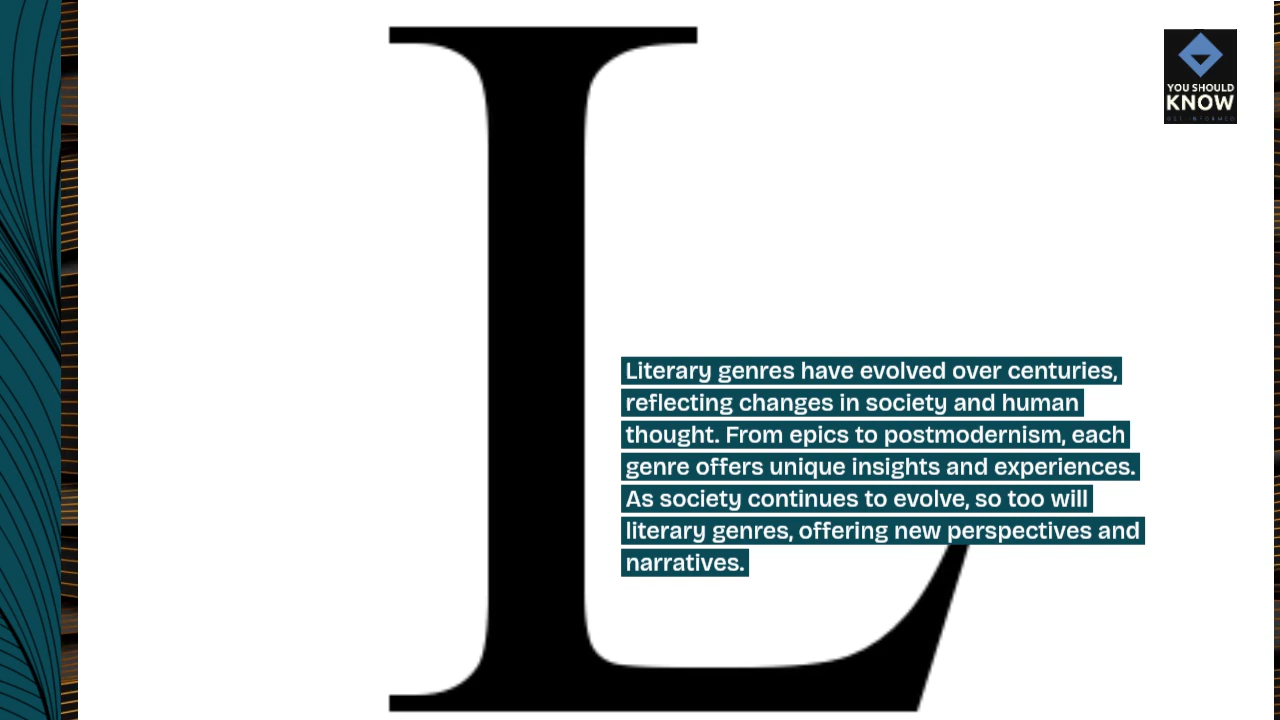 L
YOU SHOULD
KNOW
GET INFORMED
Literary genres have evolved over centuries,
reflecting changes in society and human
thought. From epics to postmodernism, each
genre offers unique insights and experiences.
As society continues to evolve, so too will
literary genres, offering new perspectives and
narratives.